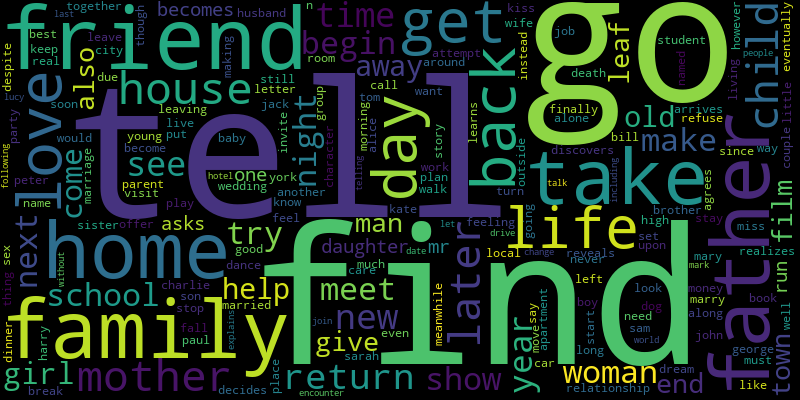 together
last
becomes
husband
n
best
though
keep
leave
city
real
despite
friend
also
making
still
room
time
begin
get
away
around
kiss
job
wife
instead
go
leaf
student
named
death
finally
child
however
people
living
eventually
lucy
party
love
due
house
soon
leaving
letter
jack
would
live
put
young
become
baby
invite
night
group
call
tom
want
day
morning
alice
story
character
learns
back
outside
alone
refuse
old
arrives
bill
make
since
way
couple
little
following
peter
name
come
marriage
see
parent
visit
tell
hotel
one
york
wedding
another
know
feel
telling
work
plan
walk
turn
take
talk
including
discovers
agrees
brother
father
miss
film
next
sister
offer
play
asks
try
man
kate
let
feeling
going
life
high
set
upon
stay
realizes
home
sex
thing
without
charlie
son
stop
good
dance
daughter
mr
much
care
date
later
drive
change
local
reveals
never
left
look
mary
mark
money
run
town
well
school
married
help
meet
find
even
new
boy
dog
marry
book
along
must
family
dinner
harry
paul
fall
explains
join
give
sarah
meanwhile
year
move
say
apartment
start
need
sam
long
world
john
george
girl
break
mother
decides
place
return
encounter
show
car
woman
relationship
dream
end
like
attempt